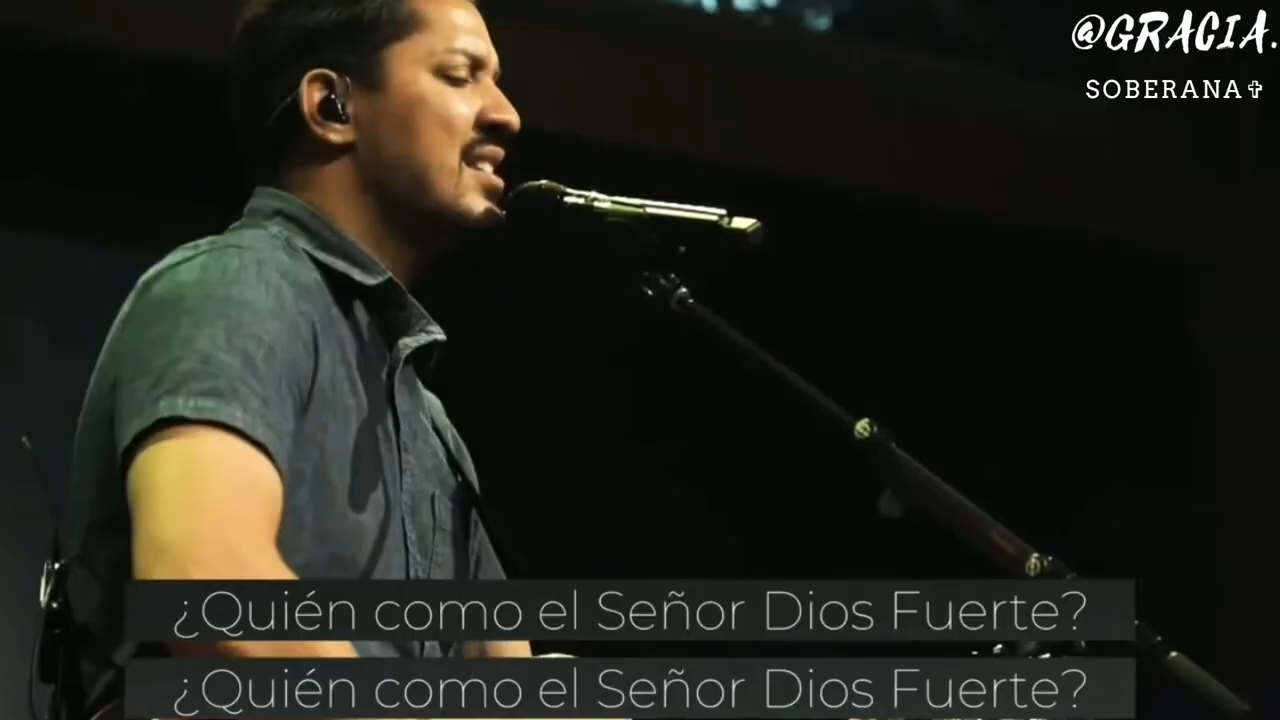 @GRACIA.
SOBERANA✞
¿Quién como el Señor Dios Fuerte?
¿Quién como el Señor Dios Fuerte?